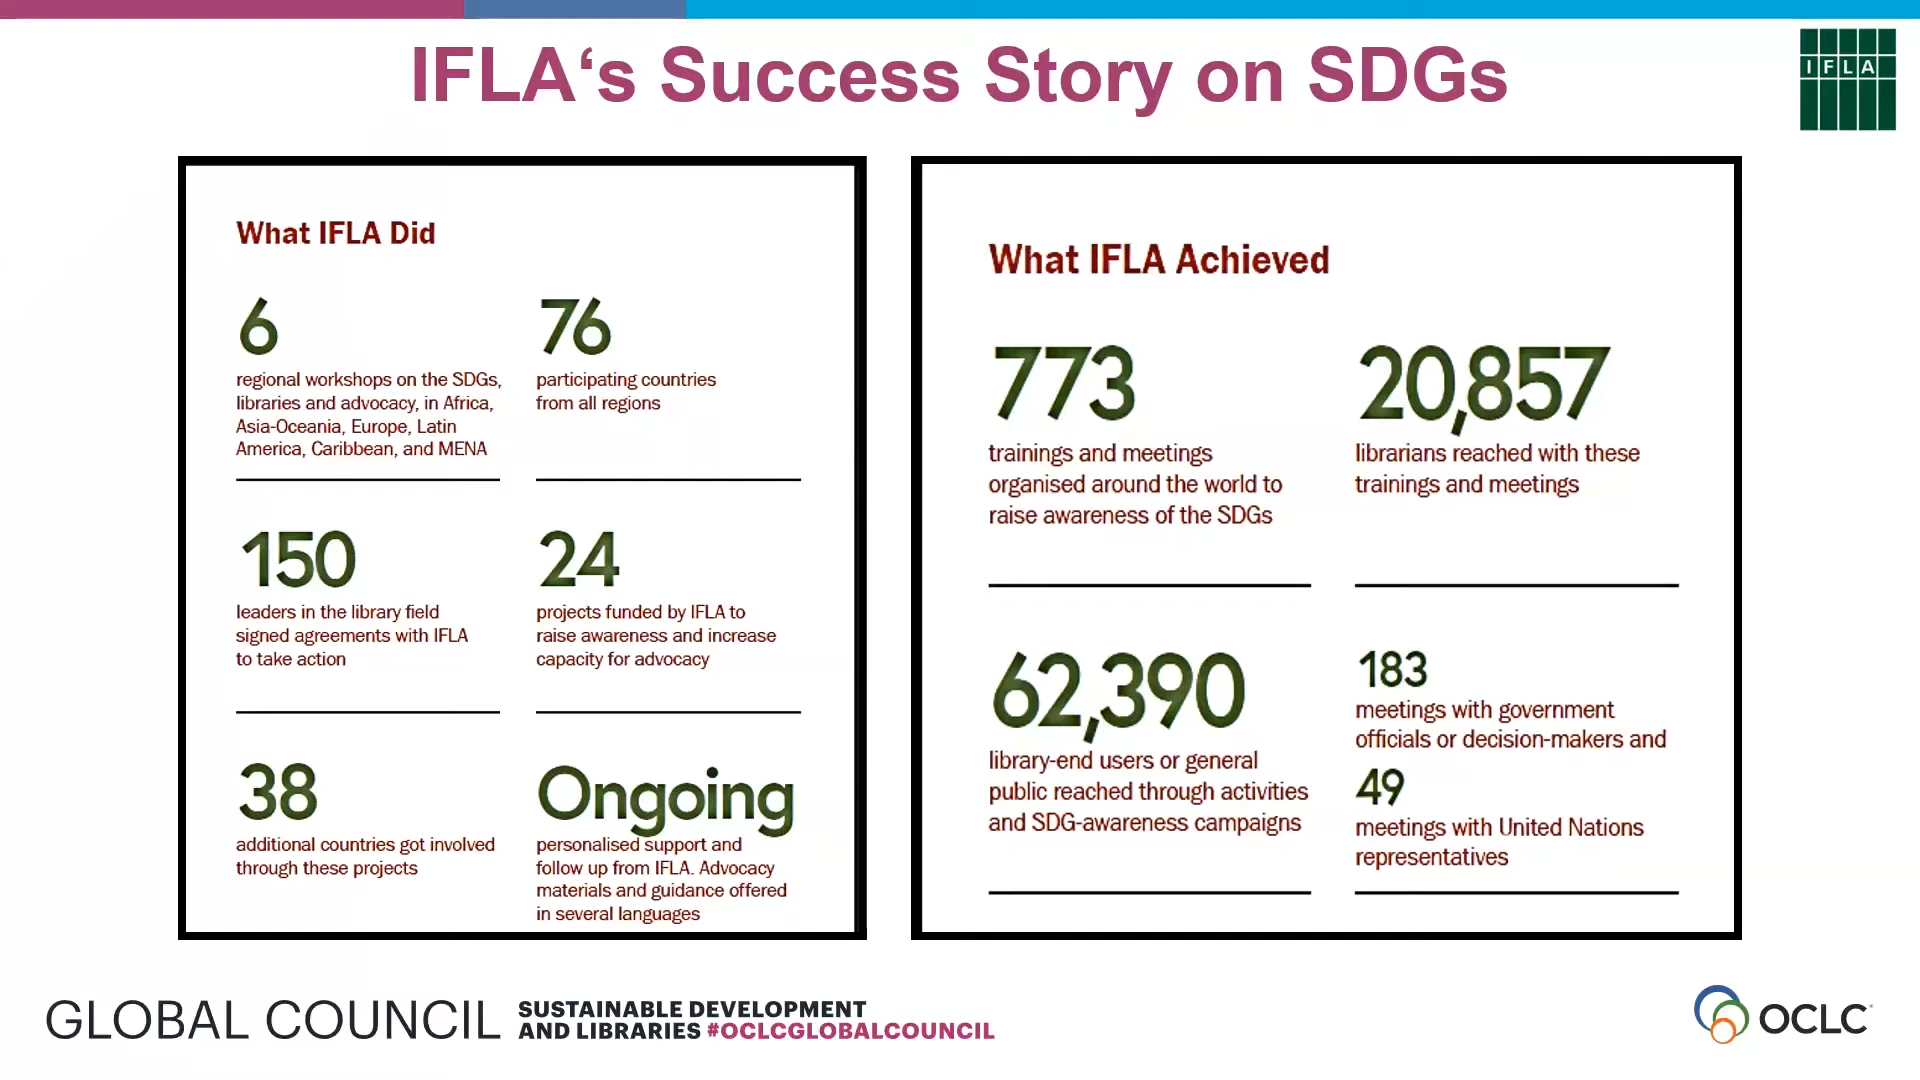 IFLA‘s Success Story on SDGs
IFLA
What IFLA Did
6
regional workshops on the SDGs,
libraries and advocacy, in Africa,
Asia-Oceania, Europe, Latin
America, Caribbean, and MENA
76
participating countries
from all regions
150
leaders in the library field
signed agreements with IFLA
to take action
24
projects funded by IFLA to
raise awareness and increase
capacity for advocacy
38
additional countries got involved
through these projects
Ongoing
personalised support and
follow up from IFLA. Advocacy
materials and guidance offered
in several languages
What IFLA Achieved
773
trainings and meetings
organised around the world to
raise awareness of the SDGs
20,857
librarians reached with these
trainings and meetings
62,390
library-end users or general
public reached through activities
and SDG-awareness campaigns
183
meetings with government
officials or decision-makers and
49
meetings with United Nations
representatives
GLOBAL COUNCIL
SUSTAINABLE DEVELOPMENT
AND LIBRARIES #OCLCGLOBALCOUNCIL
OCLC